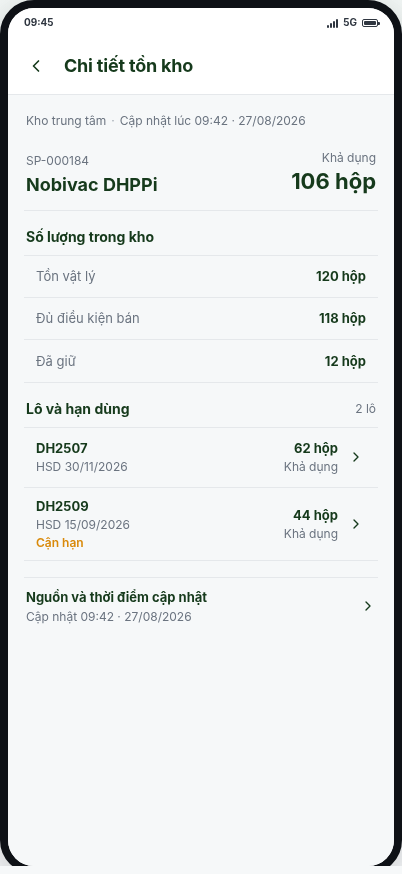 09:45 5G
Chi tiết tồn kho
Kho trung tâm · Cập nhật lúc 09:42 · 27/08/2026
SP-000184
Khả dụng
Nobivac DHPPi
106 hộp
Số lượng trong kho
Tồn vật lý 120 hộp
Đủ điều kiện bán 118 hộp
Đã giữ 12 hộp
Lô và hạn dùng 2 lô
DH2507 62 hộp
HSD 30/11/2026 Khả dụng
DH2509 44 hộp
HSD 15/09/2026 Khả dụng
Cận hạn
Nguồn và thời điểm cập nhật
Cập nhật 09:42 · 27/08/2026